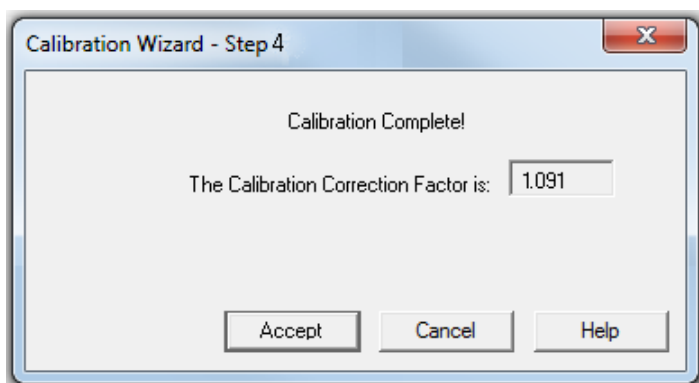 Calibration Wizard - Step 4
Calibration Complete!
The Calibration Correction Factor is: 1.091
Accept Cancel Help